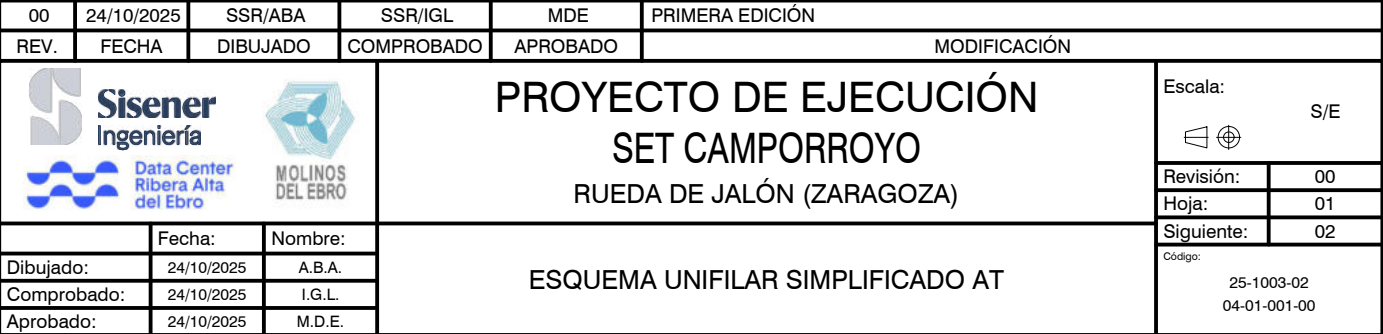 00 24/10/2025 SSR/ABA SSR/IGL MDE PRIMERA EDICIÓN
REV. FECHA DIBUJADO COMPROBADO APROBADO MODIFICACIÓN
Sisener
Ingeniería
Data Center
Ribera Alta
del Ebro
MOLINOS
DEL EBRO
PROYECTO DE EJECUCIÓN
SET CAMPORROYO
RUEDA DE JALÓN (ZARAGOZA)
Escala:
S/E
Revisión: 00
Hoja: 01
Siguiente: 02
Fecha: Nombre:
Dibujado: 24/10/2025 A.B.A.
Comprobado: 24/10/2025 I.G.L.
Aprobado: 24/10/2025 M.D.E.
ESQUEMA UNIFILAR SIMPLIFICADO AT
Código:
25-1003-02
04-01-001-00